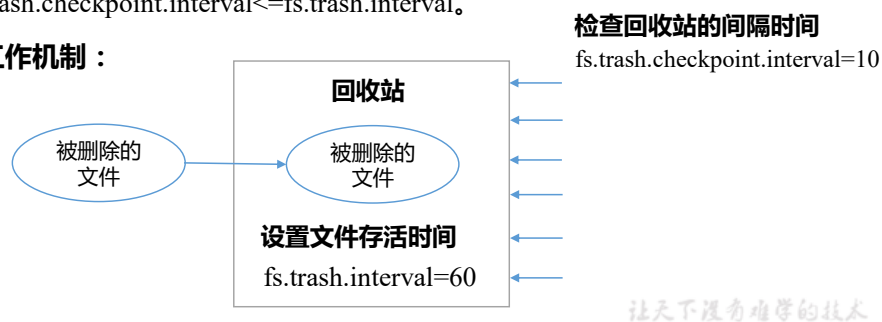 ash.checkpoint.interval<=fs.trash.interval。
检查回收站的间隔时间
fs.trash.checkpoint.interval=10
工作机制：
回收站
被删除的
文件
被删除的
文件
设置文件存活时间
fs.trash.interval=60
让天下没有难学的技术